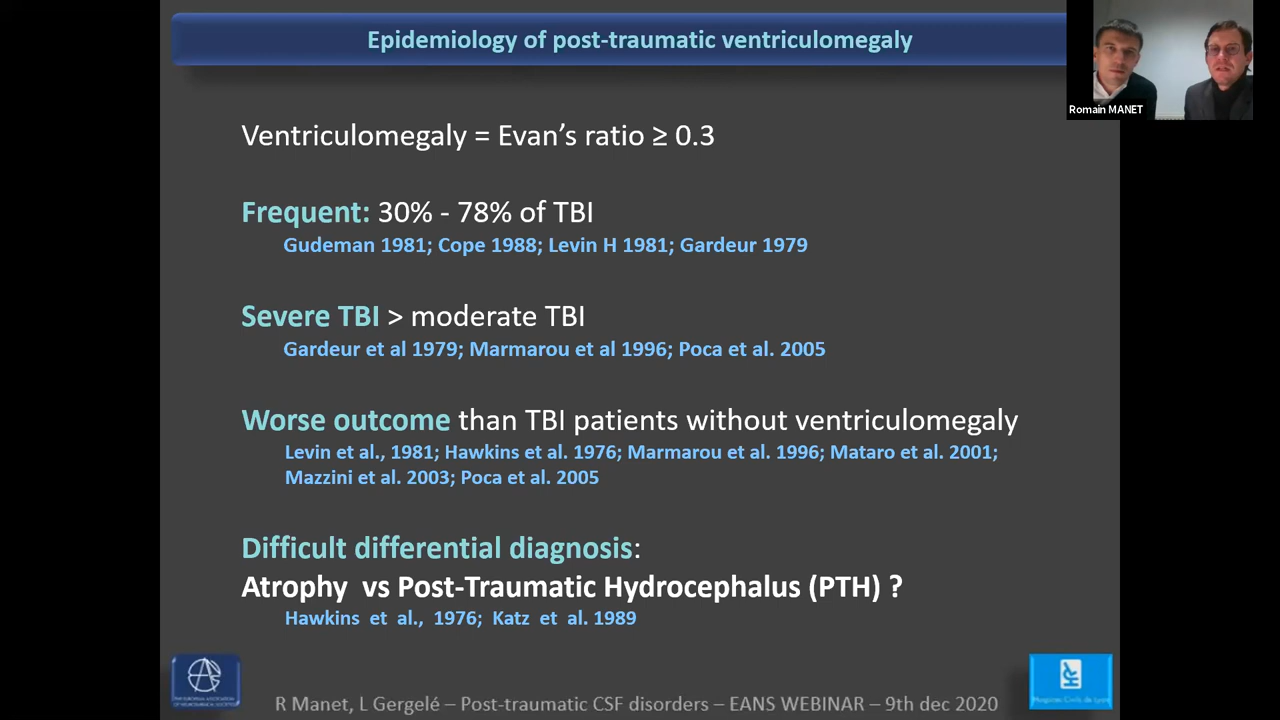 Epidemiology of post-traumatic ventriculomegaly
Romain MANET
Ventriculomegaly = Evan's ratio ≥ 0.3
Frequent: 30% - 78% of TBI
Gudeman 1981; Cope 1988; Levin H 1981; Gardeur 1979
Severe TBI > moderate TBI
Gardeur et al 1979; Marmarou et al 1996; Poca et al. 2005
Worse outcome than TBI patients without ventriculomegaly
Levin et al., 1981; Hawkins et al. 1976; Marmarou et al. 1996; Mataro et al. 2001;
Mazzini et al. 2003; Poca et al. 2005
Difficult differential diagnosis:
Atrophy vs Post-Traumatic Hydrocephalus (PTH) ?
Hawkins et al., 1976; Katz et al. 1989
R Manet, L Gergelé – Post-traumatic CSF disorders – EANS WEBINAR – 9th dec 2020